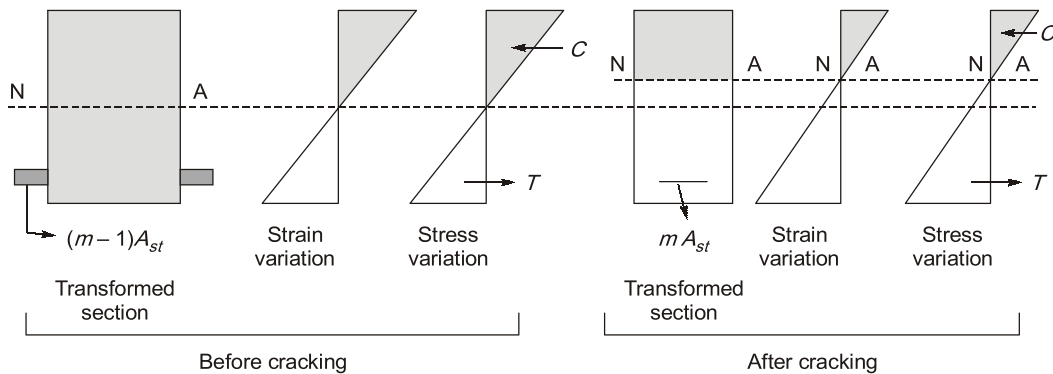 C
C
N
A
N
A
N
A
N
A
T
T
(m – 1)Ast
m Ast
Strain
variation
Stress
variation
Strain
variation
Stress
variation
Transformed
section
Transformed
section
Before cracking
After cracking